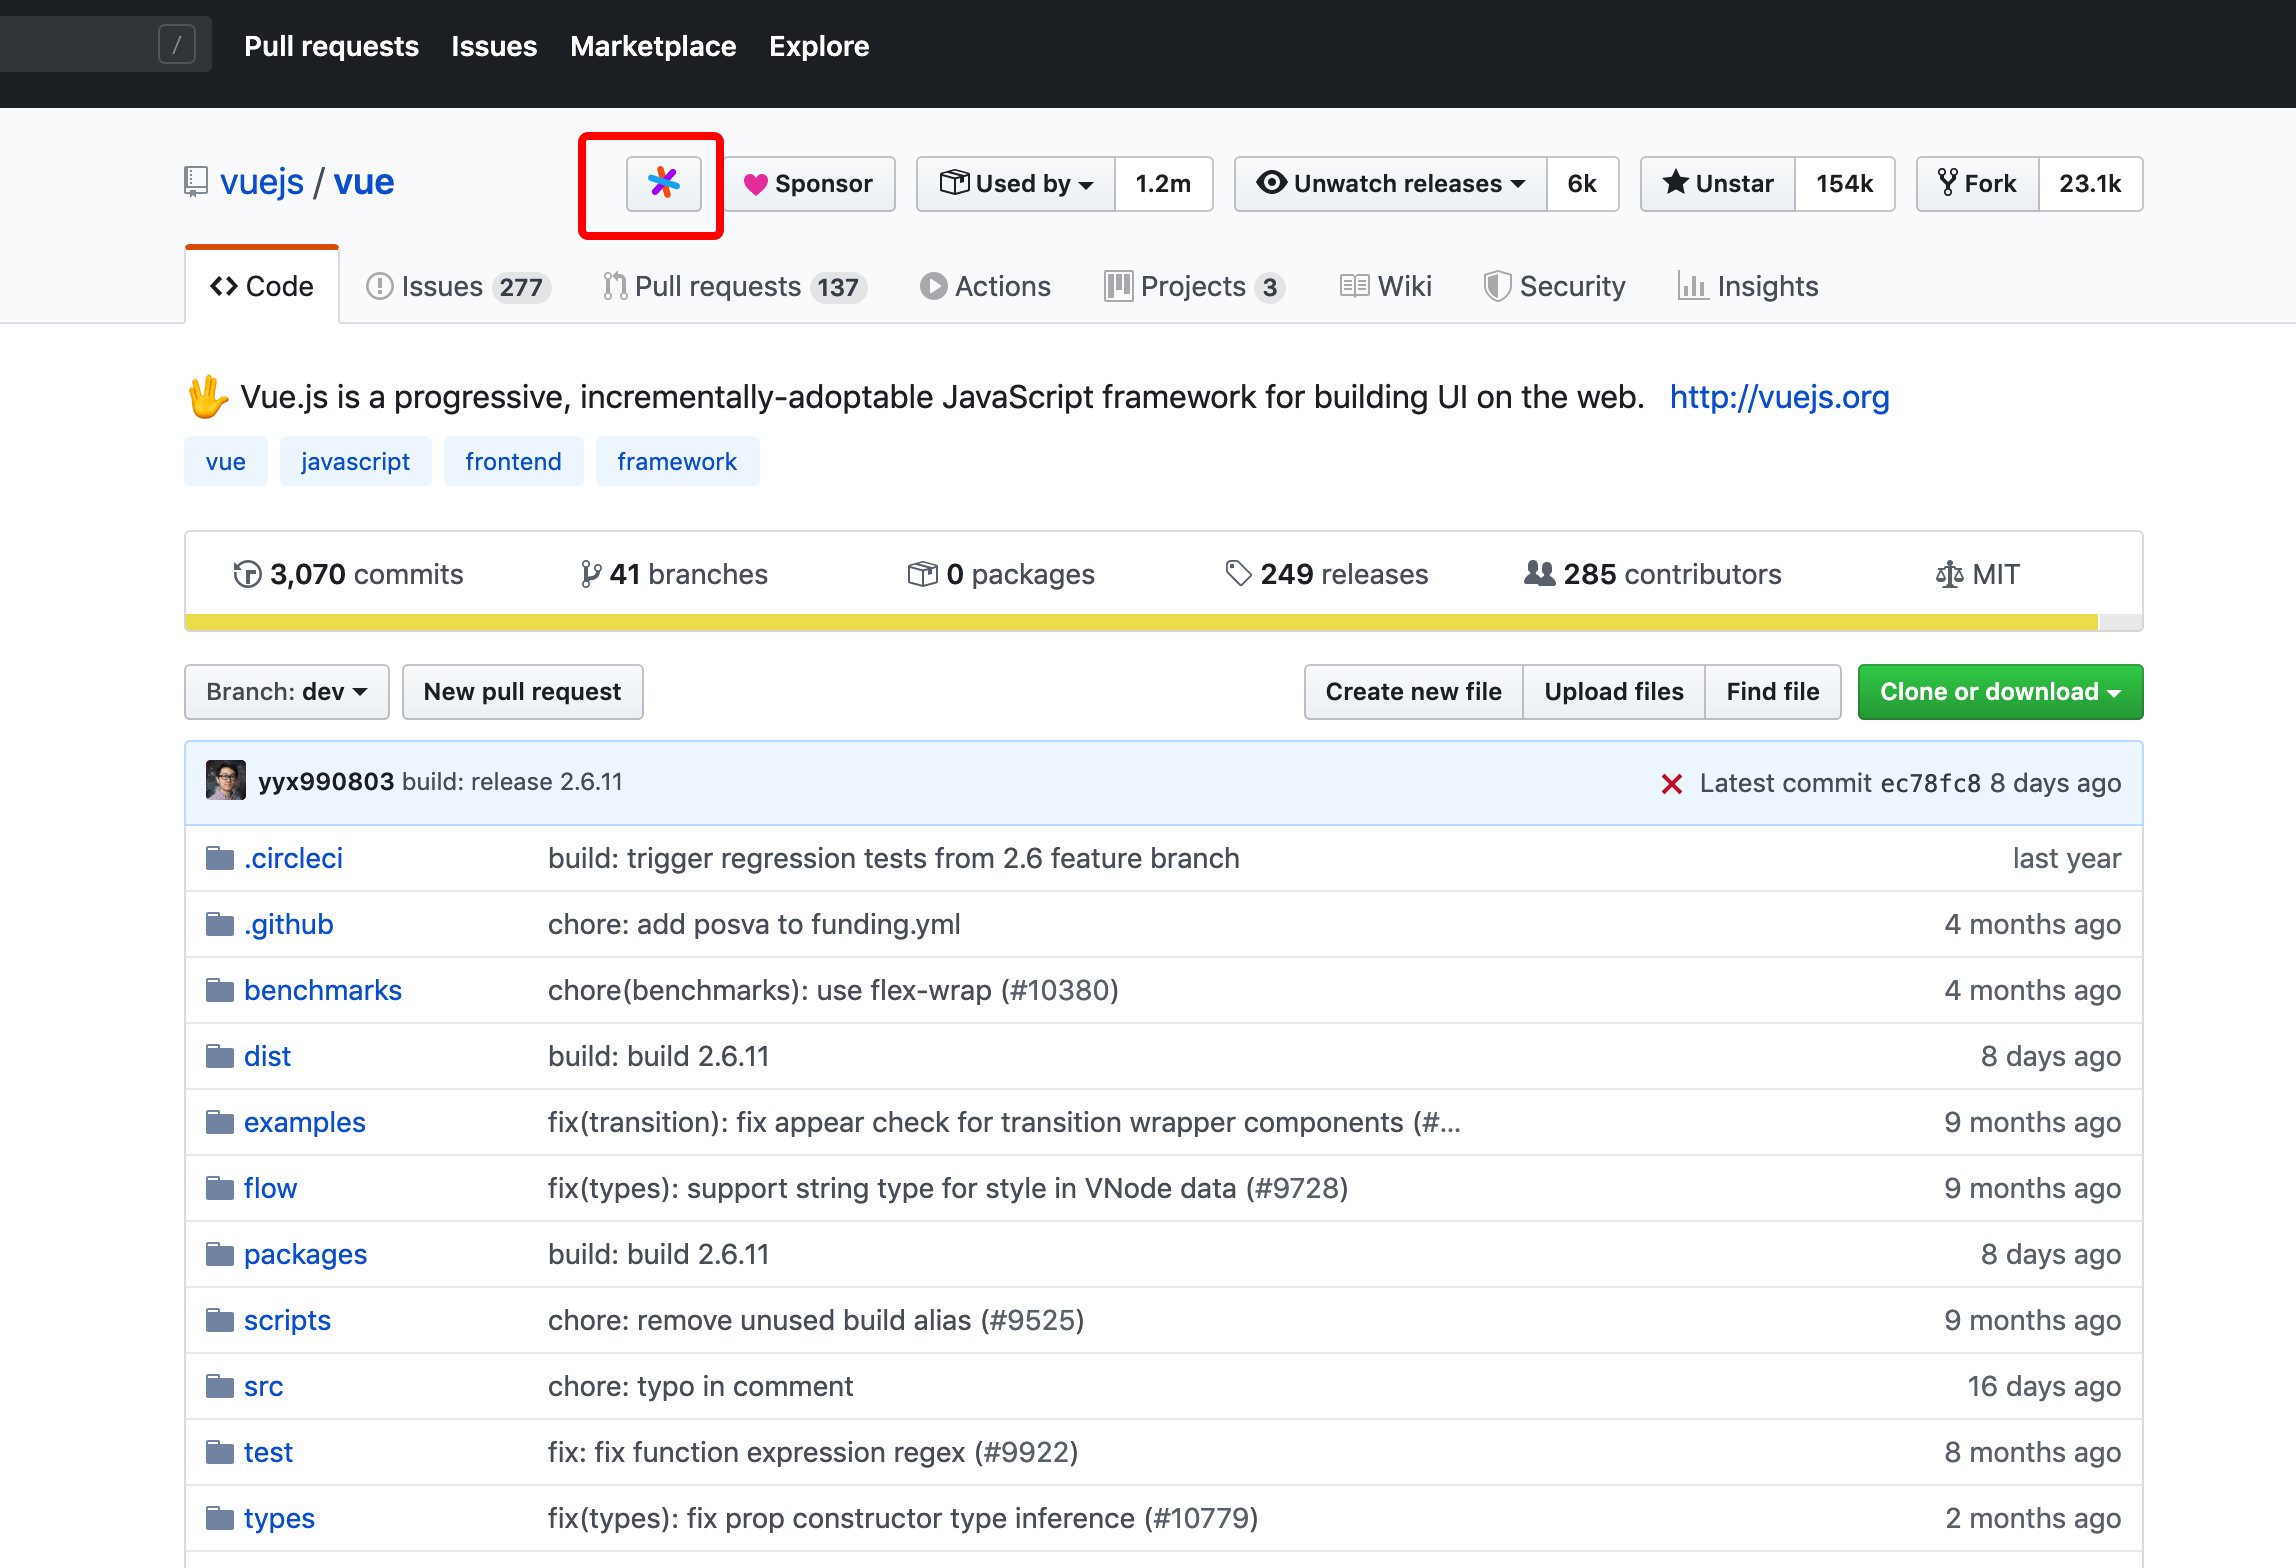 / Pull requests Issues Marketplace Explore
vuejs / vue Sponsor Used by 1.2m Unwatch releases 6k Unstar 154k Fork 23.1k
Code Issues 277 Pull requests 137 Actions Projects 3 Wiki Security Insights
Vue.js is a progressive, incrementally-adoptable JavaScript framework for building UI on the web. http://vuejs.org
vue javascript frontend framework
3,070 commits 41 branches 0 packages 249 releases 285 contributors MIT
Branch: dev New pull request Create new file Upload files Find file Clone or download
yyx990803 build: release 2.6.11 Latest commit ec78fc8 8 days ago
.circleci build: trigger regression tests from 2.6 feature branch last year
.github chore: add posva to funding.yml 4 months ago
benchmarks chore(benchmarks): use flex-wrap (#10380) 4 months ago
dist build: build 2.6.11 8 days ago
examples fix(transition): fix appear check for transition wrapper components (#... 9 months ago
flow fix(types): support string type for style in VNode data (#9728) 9 months ago
packages build: build 2.6.11 8 days ago
scripts chore: remove unused build alias (#9525) 9 months ago
src chore: typo in comment 16 days ago
test fix: fix function expression regex (#9922) 8 months ago
types fix(types): fix prop constructor type inference (#10779) 2 months ago